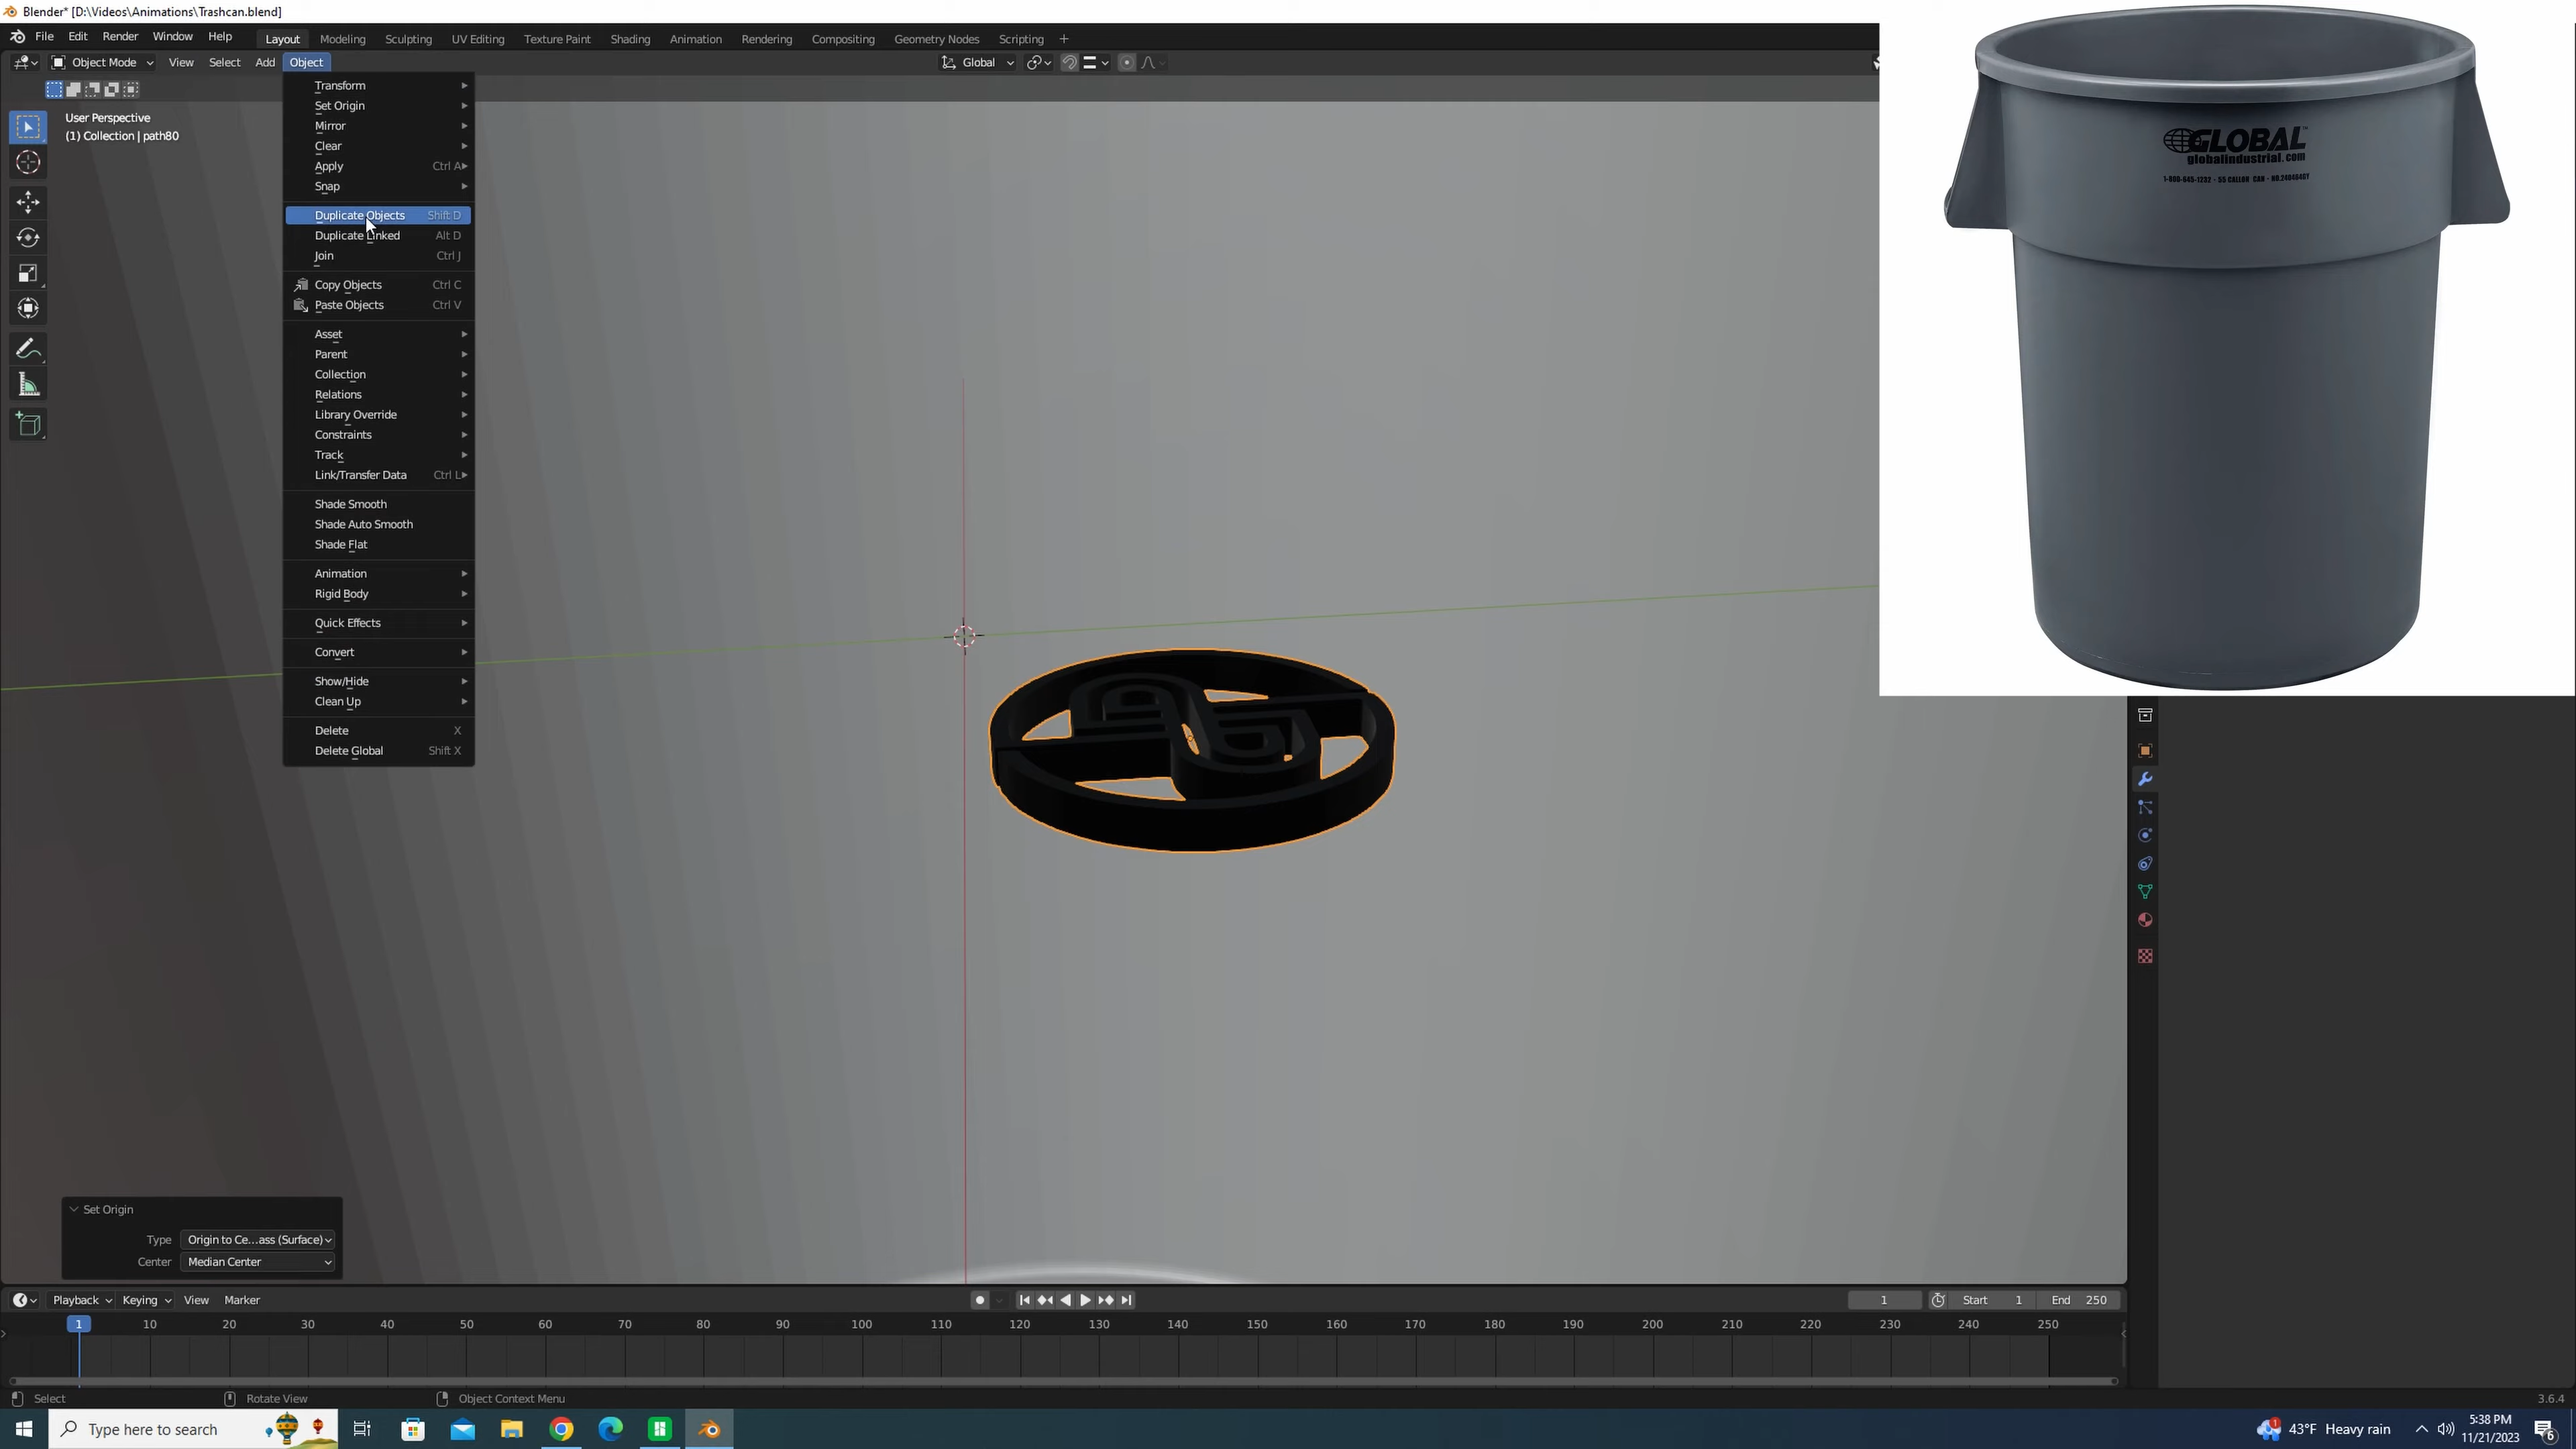 Blender* [D:\Videos\Animations\Trashcan.blend]
File Edit Render Window Help
Layout Modeling Sculpting UV Editing Texture Paint Shading Animation Rendering Compositing Geometry Nodes Scripting +
Object Mode View Select Add Object
Global
User Perspective
(1) Collection | path80
Transform
Set Origin
Mirror
Clear
Apply Ctrl A
Snap
Duplicate Objects Shift D
Duplicate Linked Alt D
Join Ctrl J
Copy Objects Ctrl C
Paste Objects Ctrl V
Asset
Parent
Collection
Relations
Library Override
Constraints
Track
Link/Transfer Data Ctrl L
Shade Smooth
Shade Auto Smooth
Shade Flat
Animation
Rigid Body
Quick Effects
Convert
Show/Hide
Clean Up
Delete X
Delete Global Shift X
GLOBAL™
globalindustrial.com
Set Origin
Type Origin to Ce...ass (Surface)
Center Median Center
Playback Keying View Marker
1 Start 1 End 250
1 10 20 30 40 50 60 70 80 90 100 110 120 130 140 150 160 170 180 190 200 210 220 230 240 250
Select Rotate View Object Context Menu 3.6.4
Type here to search
1 43°F Heavy rain
5:38 PM
11/21/2023
6